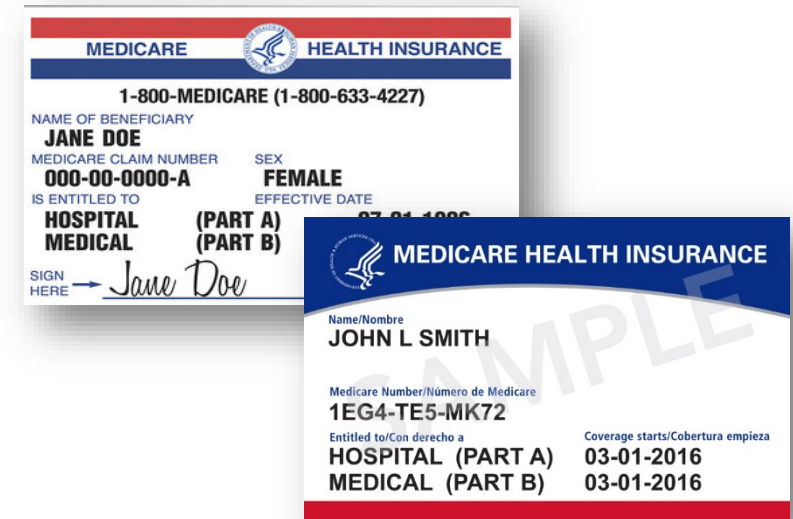 MEDICARE HEALTH INSURANCE
1-800-MEDICARE (1-800-633-4227)
NAME OF BENEFICIARY
JANE DOE
MEDICARE CLAIM NUMBER SEX
000-00-0000-A FEMALE
IS ENTITLED TO EFFECTIVE DATE
HOSPITAL (PART A)
MEDICAL (PART B)
SIGN
HERE Jane Doe
MEDICARE HEALTH INSURANCE
Name/Nombre
JOHN L SMITH
Medicare Number/Número de Medicare
1EG4-TE5-MK72
Entitled to/Con derecho a Coverage starts/Cobertura empieza
HOSPITAL (PART A) 03-01-2016
MEDICAL (PART B) 03-01-2016
SAMPLE